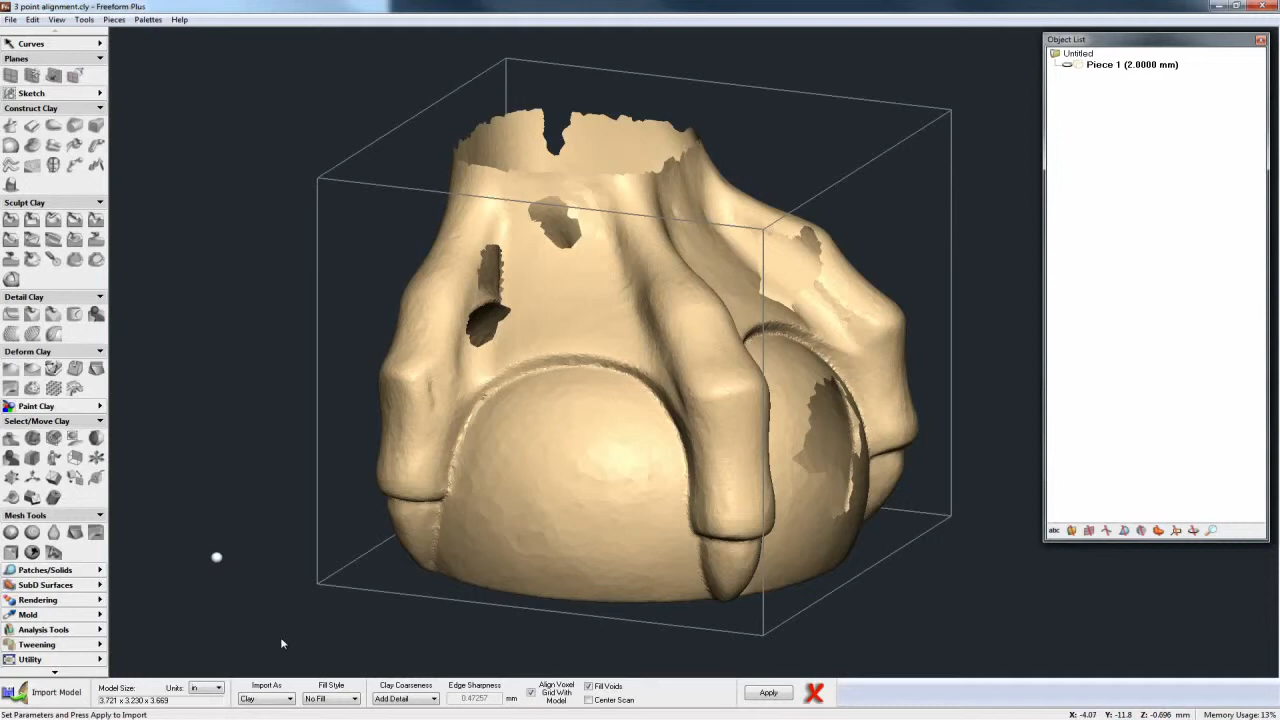 3 point alignment.cly - Freeform Plus
File Edit View Tools Pieces Palettes Help
Curves
Planes
Sketch
Construct Clay
Sculpt Clay
Detail Clay
Deform Clay
Paint Clay
Select/Move Clay
Mesh Tools
Patches/Solids
SubD Surfaces
Rendering
Mold
Analysis Tools
Tweening
Utility
Object List
Untitled
Piece 1 (2.0000 mm)
abc
Import Model
Model Size: Units: in
3.721 x 3.230 x 3.669
Import As
Clay
Fill Style
No Fill
Clay Coarseness
Add Detail
Edge Sharpness
0.47257 mm
Align Voxel
Grid With
Model
Fill Voids
Center Scan
Apply
Set Parameters and Press Apply to Import
X: -4.07 Y: -11.8 Z: -0.696 mm Memory Usage: 13%